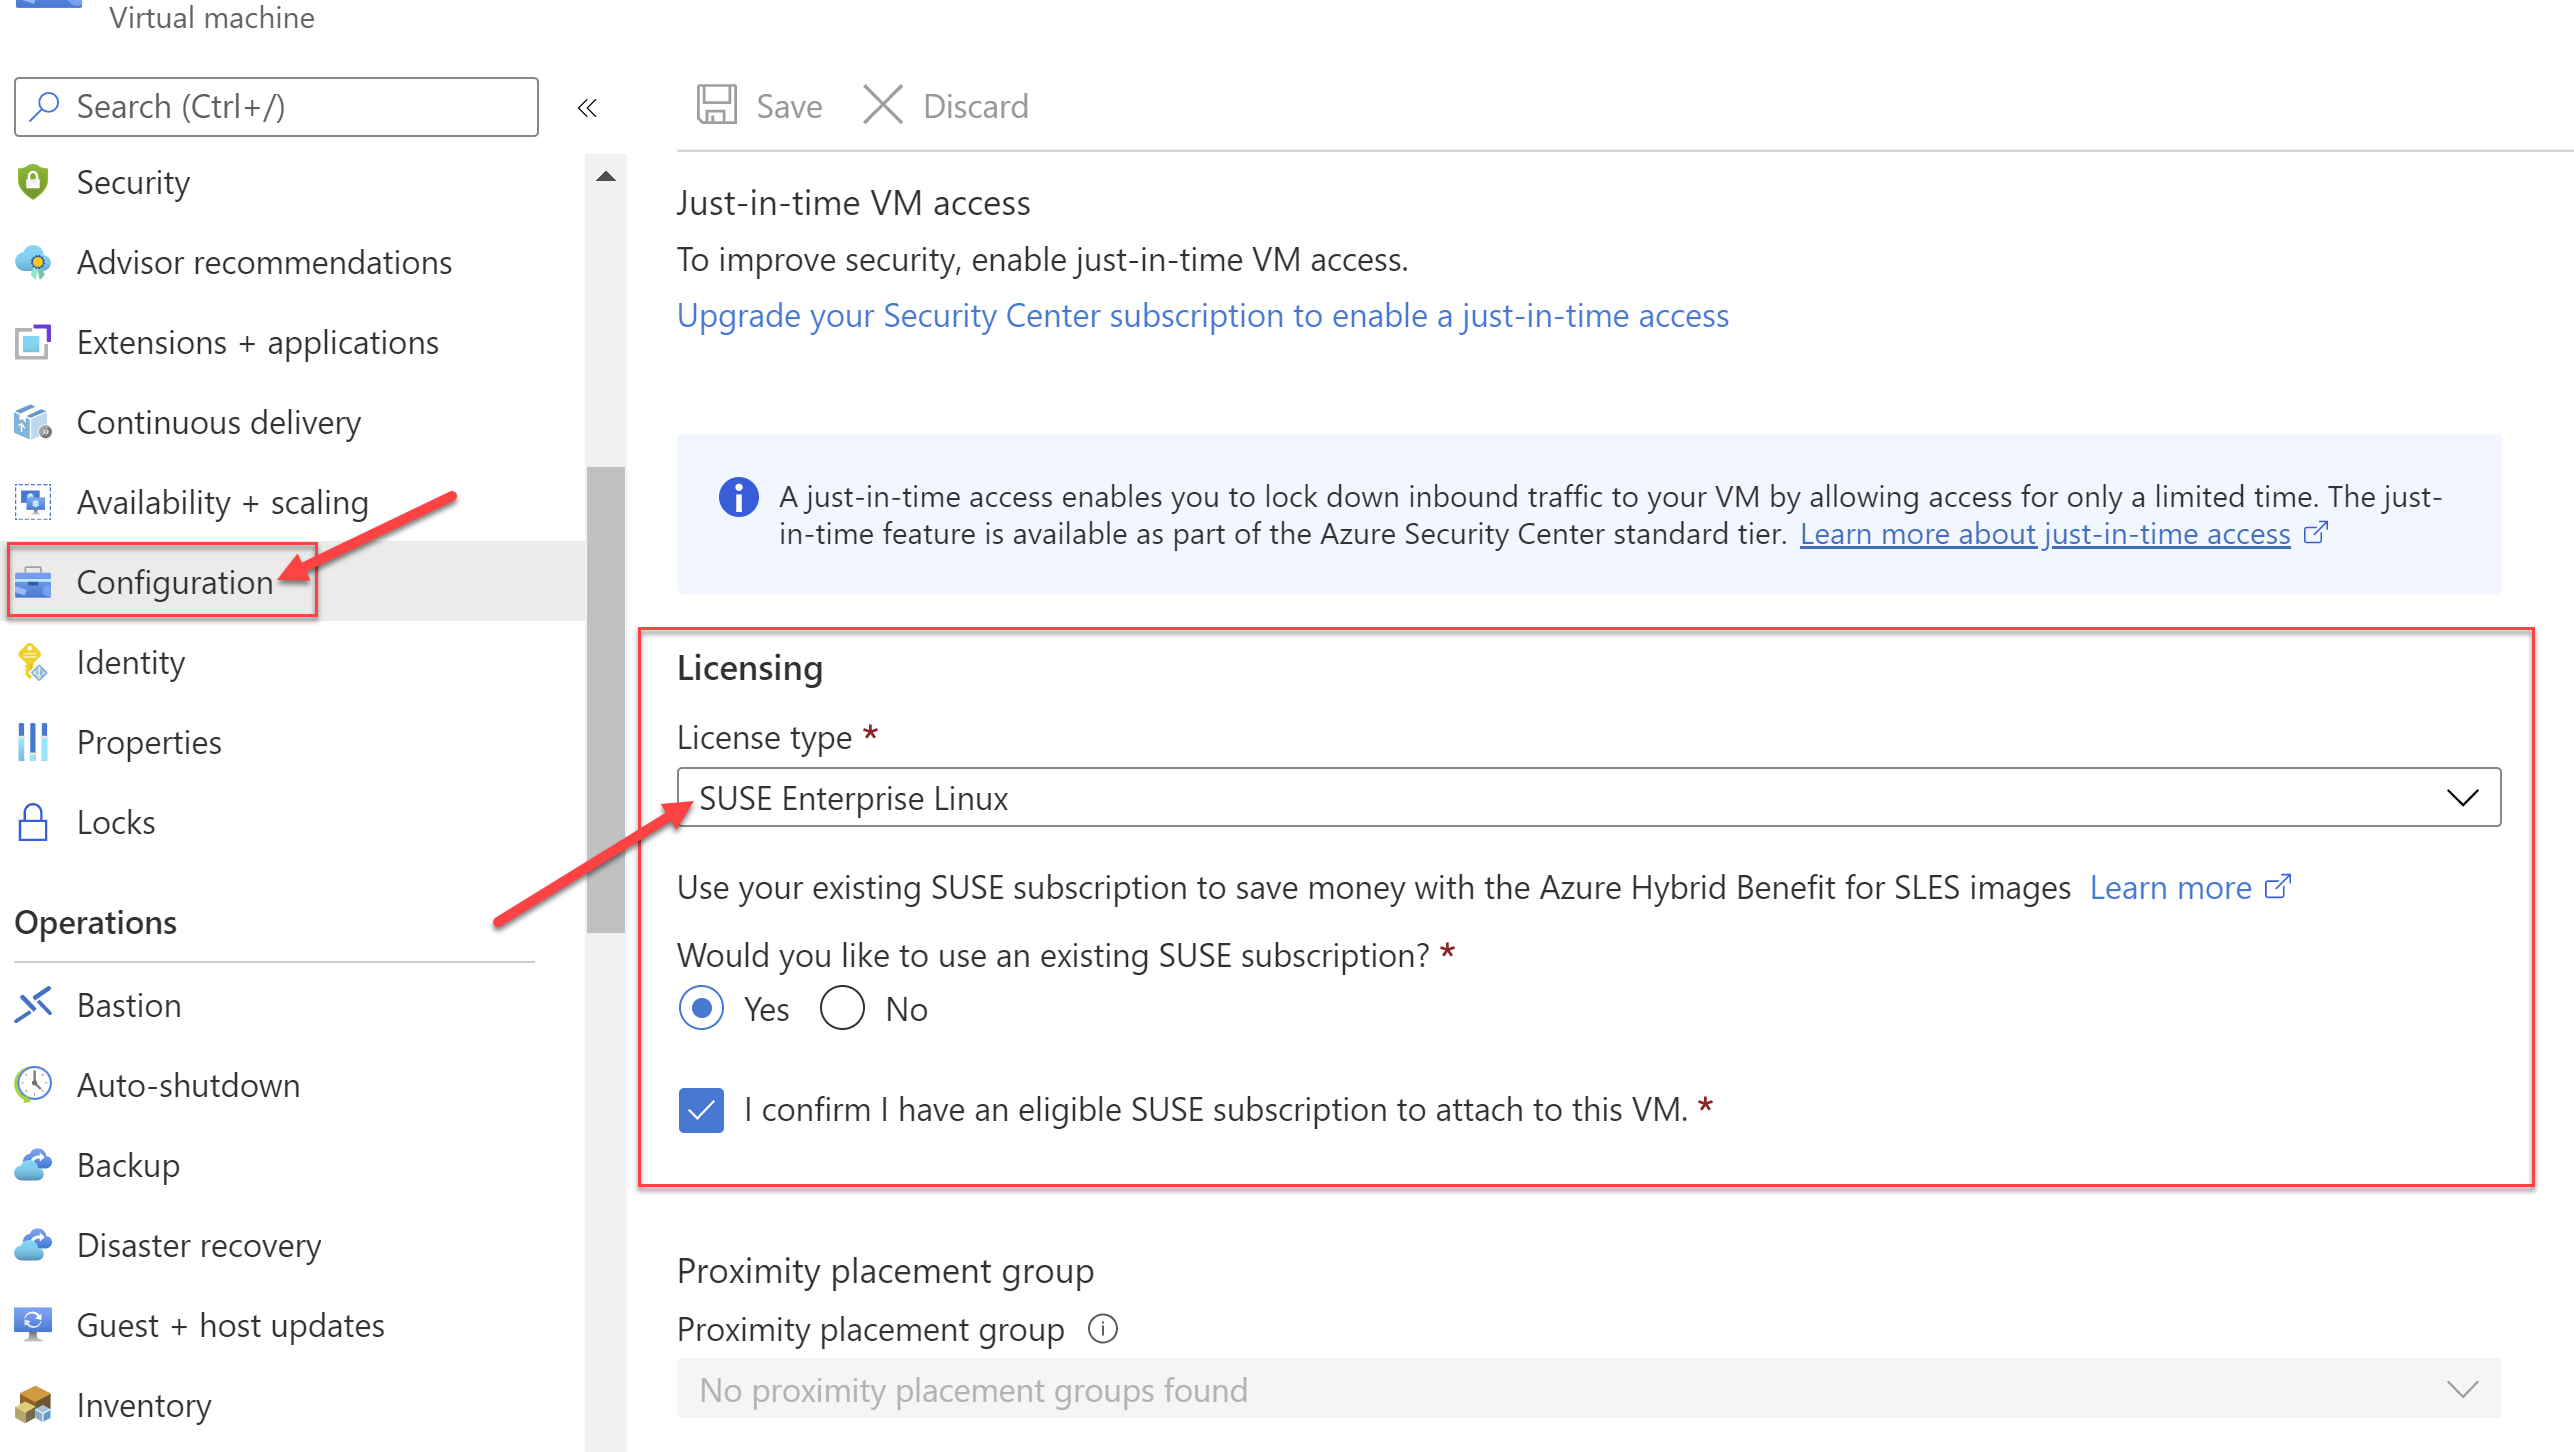 Virtual machine
Search (Ctrl+/)
«
Security
Advisor recommendations
Extensions + applications
Continuous delivery
Availability + scaling
Configuration
Identity
Properties
Locks
Operations
Bastion
Auto-shutdown
Backup
Disaster recovery
Guest + host updates
Inventory
Save
Discard
Just-in-time VM access
To improve security, enable just-in-time VM access.
Upgrade your Security Center subscription to enable a just-in-time access
A just-in-time access enables you to lock down inbound traffic to your VM by allowing access for only a limited time. The just-
in-time feature is available as part of the Azure Security Center standard tier. Learn more about just-in-time access
Licensing
License type *
SUSE Enterprise Linux
Use your existing SUSE subscription to save money with the Azure Hybrid Benefit for SLES images Learn more
Would you like to use an existing SUSE subscription? *
Yes No
I confirm I have an eligible SUSE subscription to attach to this VM. *
Proximity placement group
Proximity placement group
No proximity placement groups found